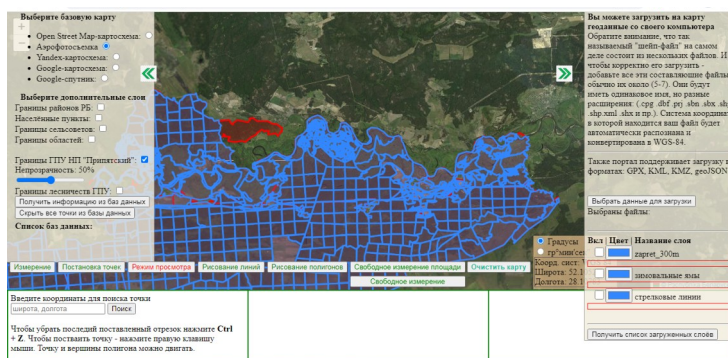 Выберите базовую карту
Open Street Map-картосхема:
Аэрофотосъемка
Yandex-картосхема:
Google-картосхема:
Google-спутник:
Выберите дополнительные слои
Границы районов РБ:
Населённые пункты:
Границы сельсоветов:
Границы областей:
Границы ГПУ НП "Припятский":
Непрозрачность: 50%
Границы лесничеств ГПУ:
Получить информацию из баз данных
Скрыть все точки из базы данных
Список баз данных:
Измерение
Постановка точек
Режим просмотра
Рисование линий
Рисование полигонов
Свободное измерение площади
Очистить карту
Свободное измерение
Градусы
гр°мин'се
Коорд. сист:
Широта: 52.1
Долгота: 28.1
Вы можете загрузить на карту
геоданные со своего компьютера
Обратите внимание, что так
называемый "шейп-файл" на самом
деле состоит из нескольких файлов. И
чтобы корректно его загрузить -
добавьте все эти составляющие файлы,
обычно их около (5-7). Они будут
иметь одинаковое имя, но разные
расширения: (.cpg .dbf .prj .sbn .sbx .shp
.shp.xml .shx и пр.). Система координат
в которой находится ваш файл будет
автоматически распознана и
конвертирована в WGS-84.
Также портал поддерживает загрузку в
форматах: GPX, KML, KMZ, geoJSON
Выбрать данные для загрузки
Выбраны файлы:
Вкл Цвет Название слоя
zapret_300m
зимовальные ямы
стрелковые линии
Получить список загруженных слоёв
Введите координаты для поиска точки
широта, долгота Поиск
Чтобы убрать последий поставленный отрезок нажмите Ctrl
+ Z. Чтобы поставить точку - нажмите правую клавишу
мыши. Точку и вершины полигона можно двигать.